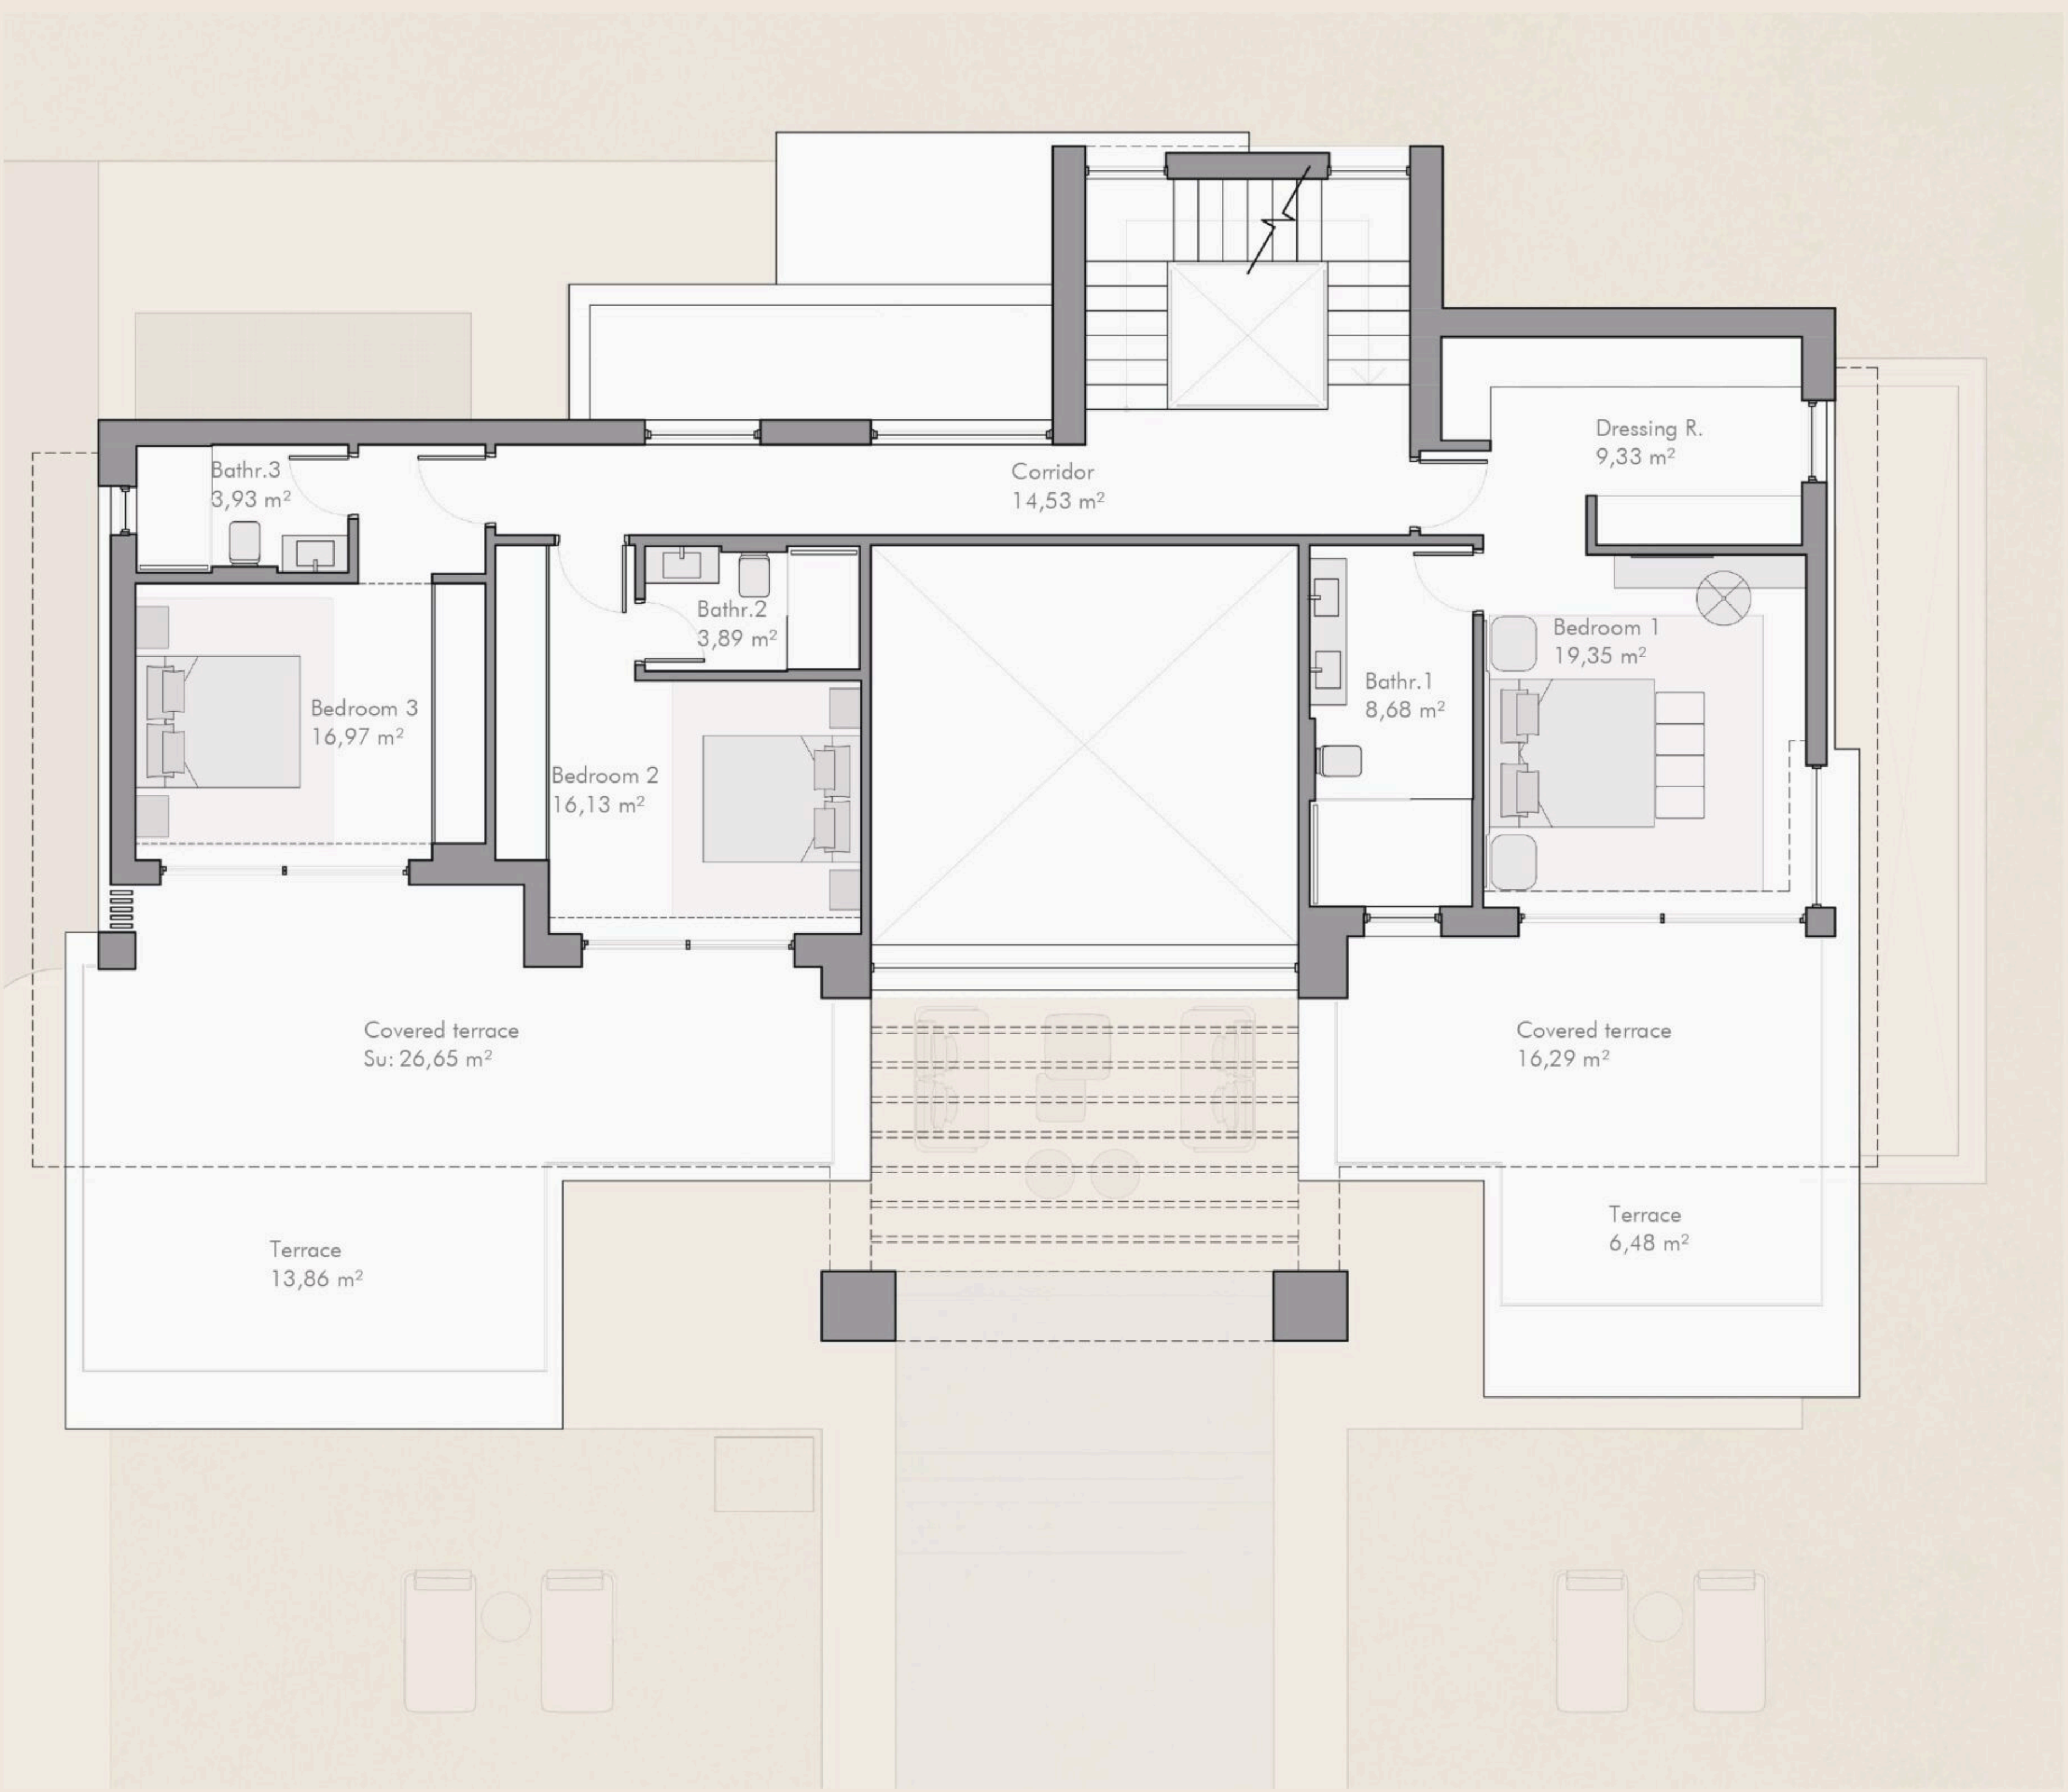 Dressing R.
9,33 m²
Bathr.3
3,93 m²
Corridor
14,53 m²
Bathr.2
3,89 m²
Bedroom 1
19,35 m²
Bathr.1
8,68 m²
Bedroom 3
16,97 m²
Bedroom 2
16,13 m²
Covered terrace
Su: 26,65 m²
Covered terrace
16,29 m²
Terrace
6,48 m²
Terrace
13,86 m²